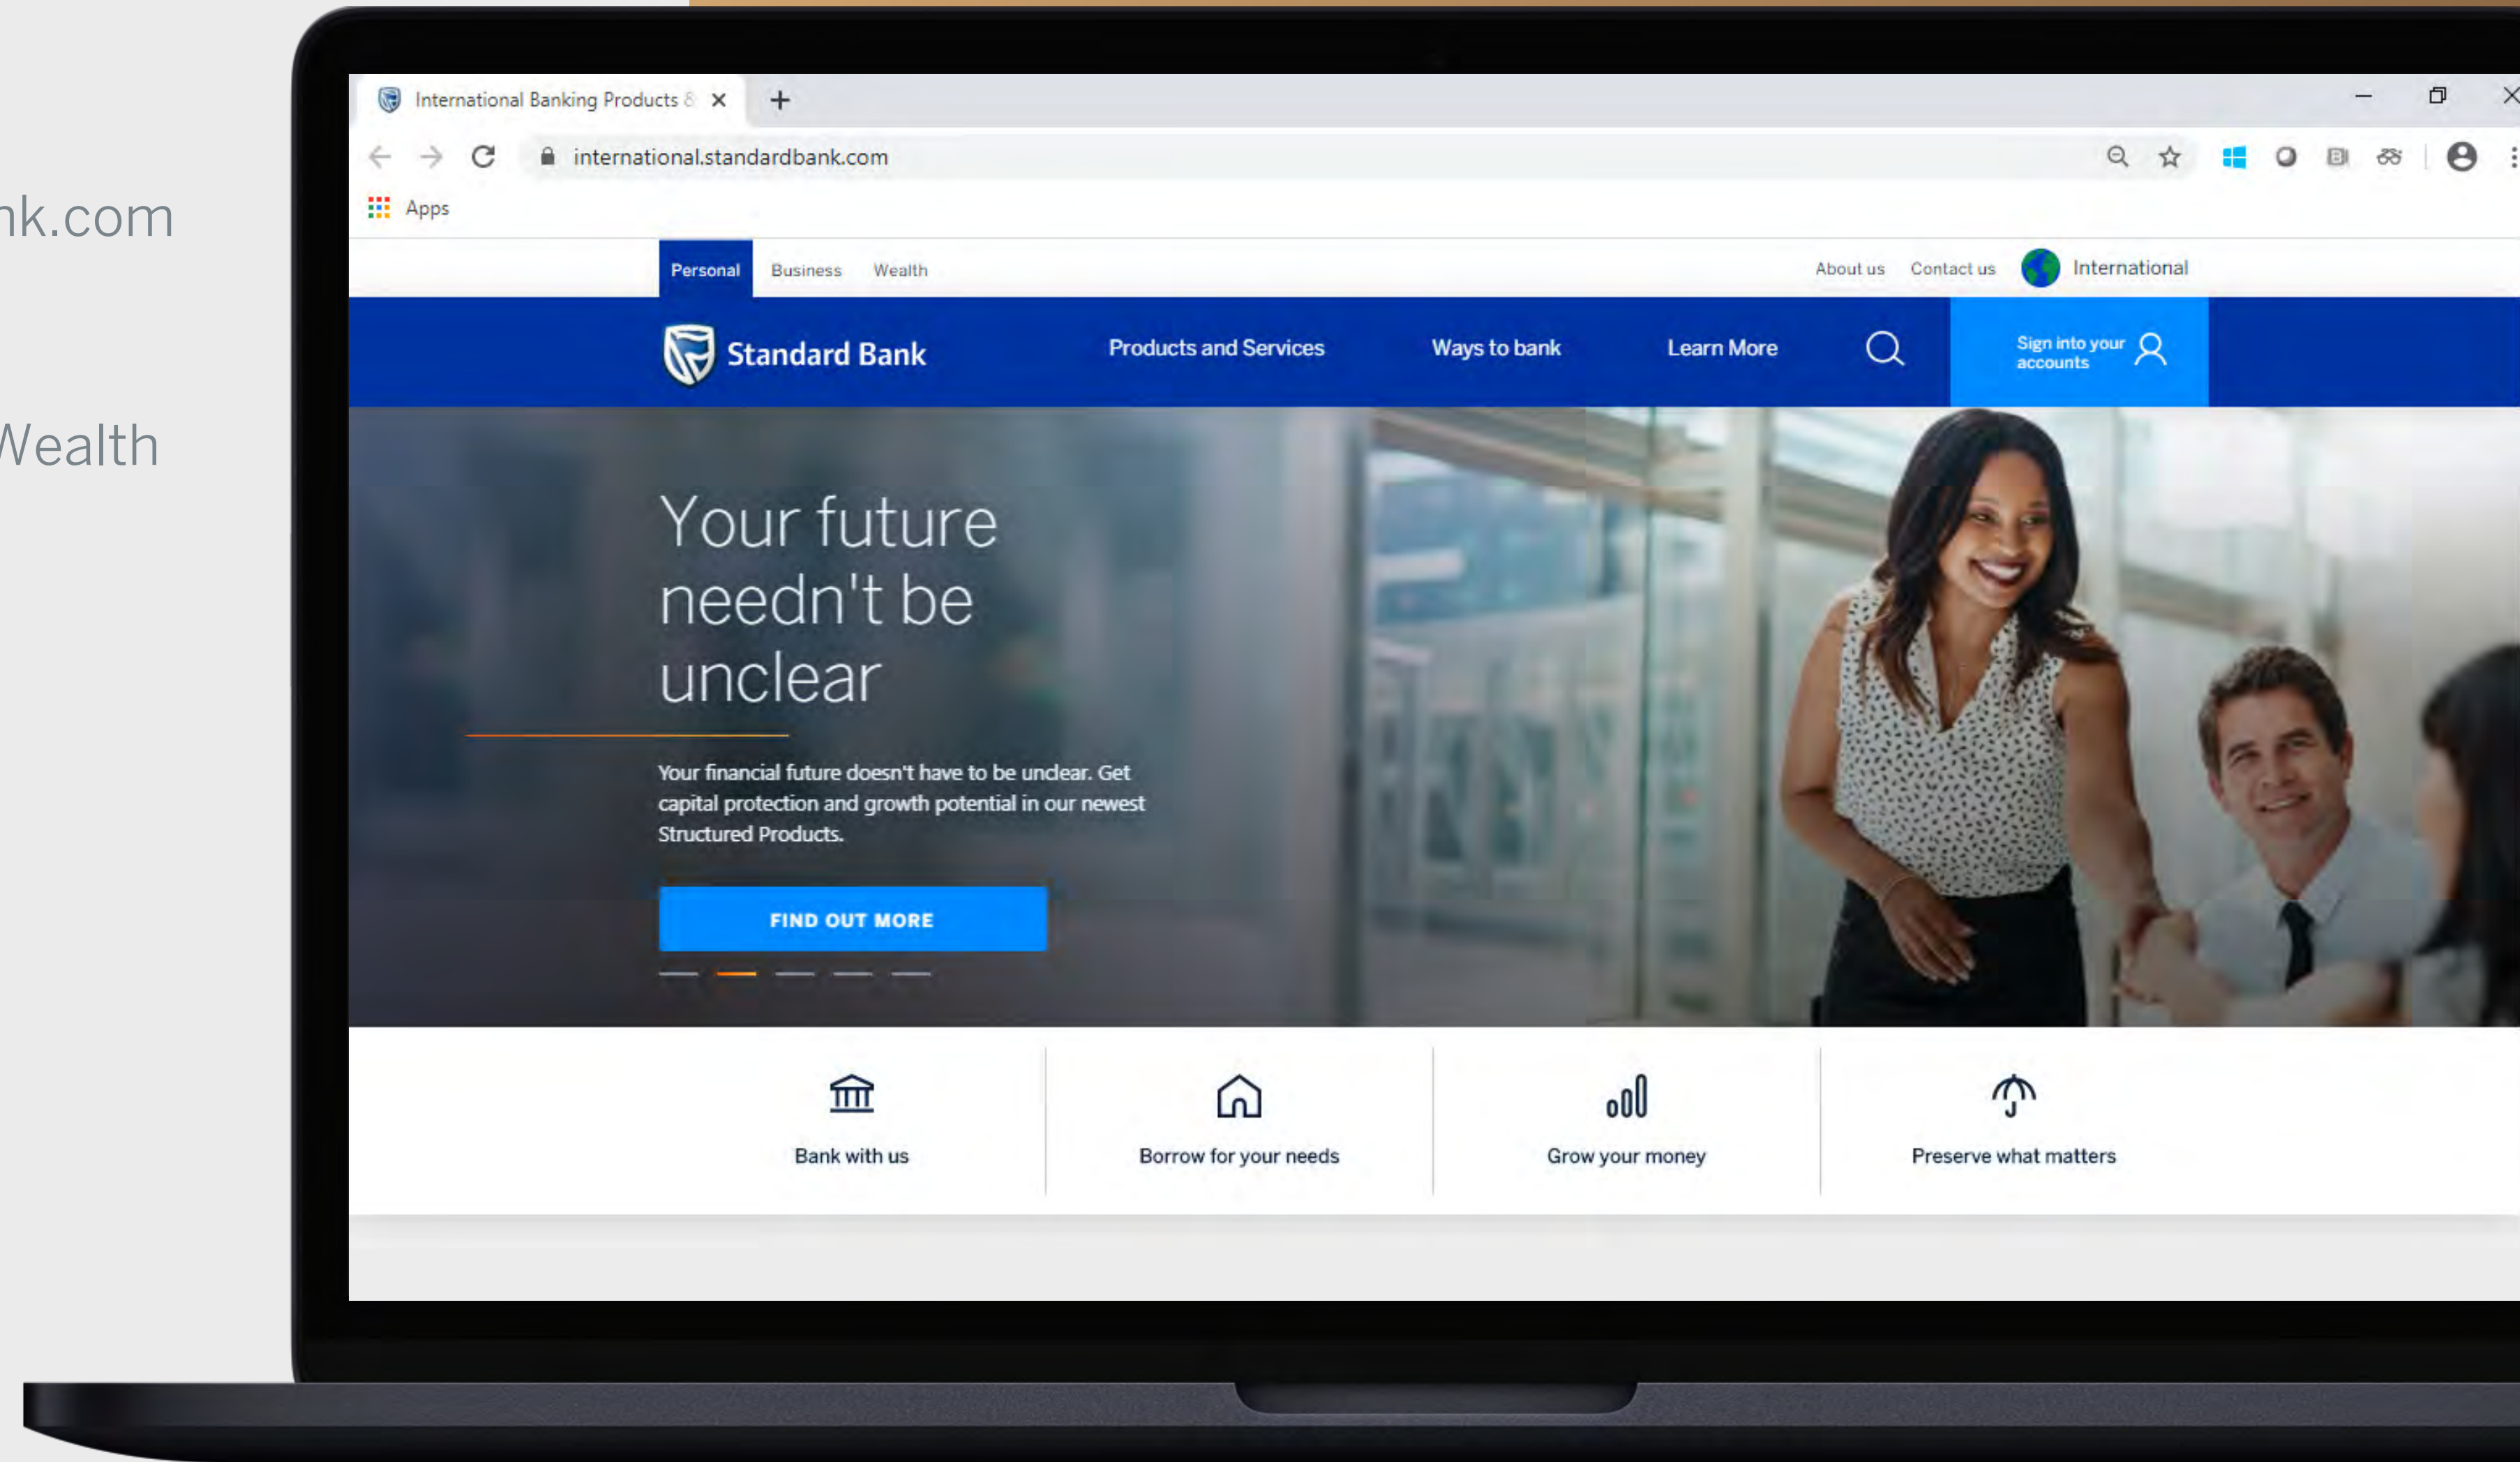 nk.com
Wealth
International Banking Products &
international.standardbank.com
Apps
Personal Business Wealth
About us Contact us International
Standard Bank
Products and Services Ways to bank Learn More
Sign into your
accounts
Your future
needn't be
unclear
Your financial future doesn't have to be unclear. Get
capital protection and growth potential in our newest
Structured Products.
FIND OUT MORE
Bank with us
Borrow for your needs
Grow your money
Preserve what matters